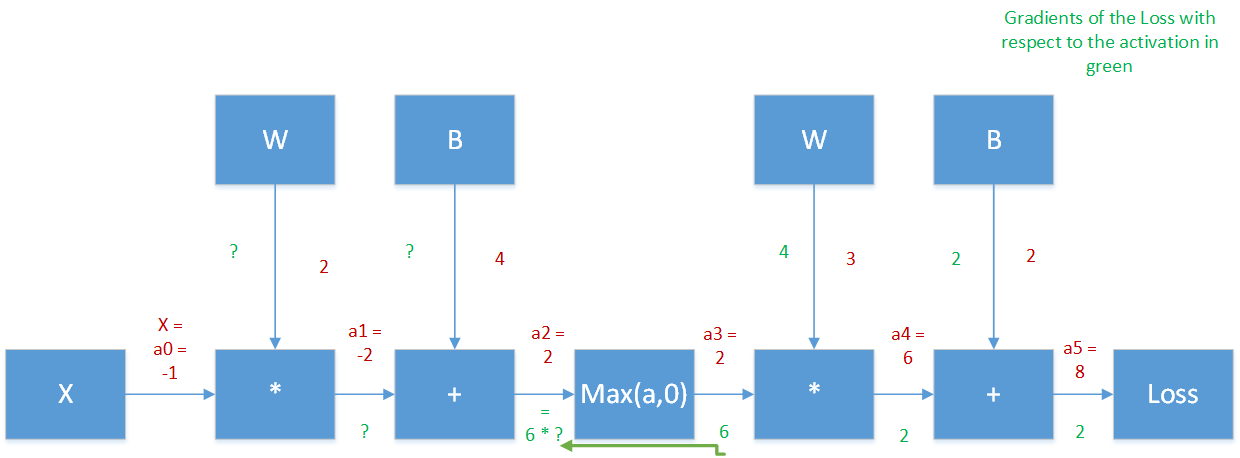 Gradients of the Loss with
respect to the activation in
green
W
B
W
B
?
2
?
4
4
3
2
2
X =
a0 =
-1
a1 =
-2
a2 =
2
a3 =
2
a4 =
6
a5 =
8
X
*
+
Max(a,0)
*
+
Loss
?
=
6 * ?
6
2
2